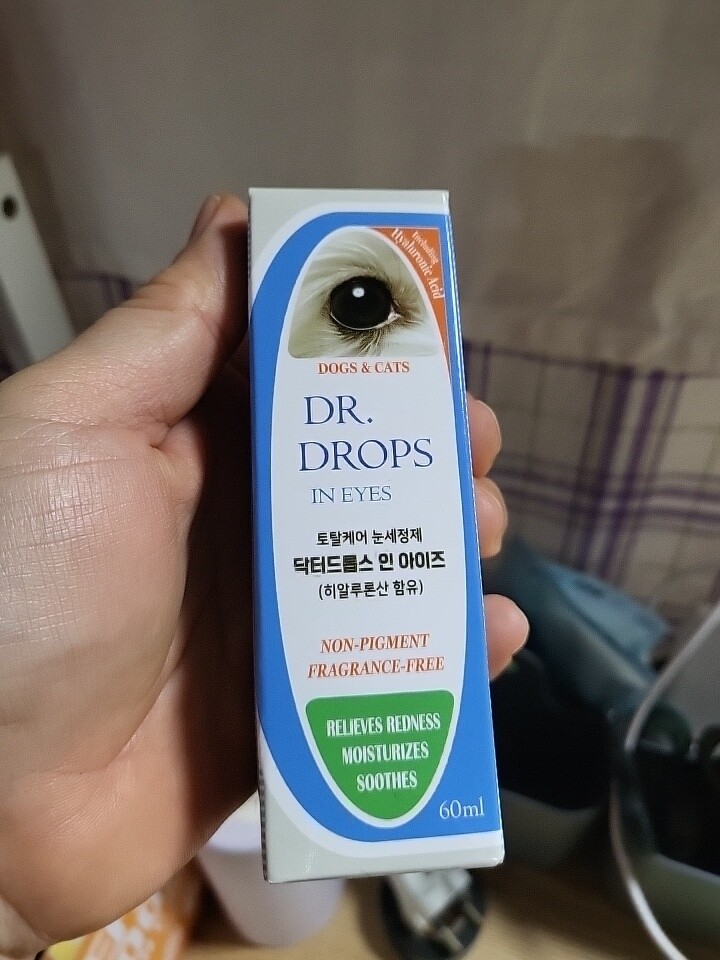 Including
Hyaluronic Acid
DOGS & CATS
DR.
DROPS
IN EYES
토탈케어 눈세정제
닥터드롭스 인 아이즈
(히알루론산 함유)
NON-PIGMENT
FRAGRANCE-FREE
RELIEVES REDNESS
MOISTURIZES
SOOTHES
60ml